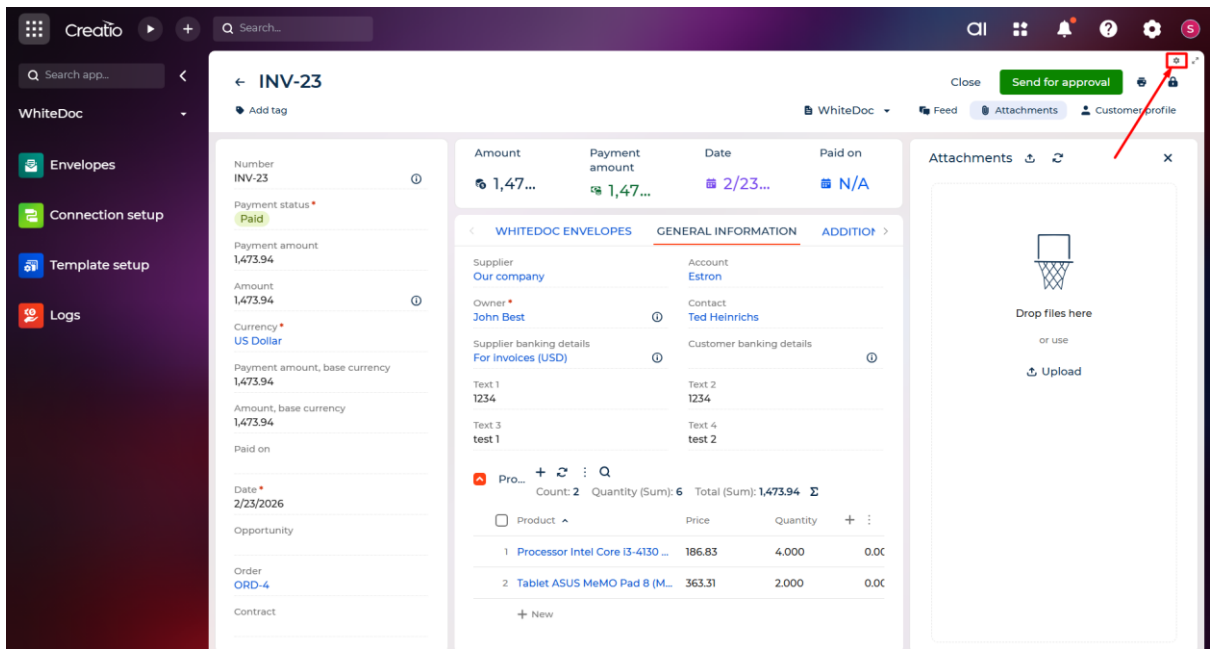 Creatio
Search...
ai
S
Search app...
WhiteDoc
Envelopes
Connection setup
Template setup
Logs
INV-23
Close
Send for approval
Add tag
WhiteDoc
Feed
Attachments
Customer profile
Number
INV-23
Payment status *
Paid
Payment amount
1,473.94
Amount
1,473.94
Currency *
US Dollar
Payment amount, base currency
1,473.94
Amount, base currency
1,473.94
Paid on
Date *
2/23/2026
Opportunity
Order
ORD-4
Contract
Amount
1,47...
Payment
amount
1,47...
Date
2/23...
Paid on
N/A
WHITEDOC ENVELOPES
GENERAL INFORMATION
ADDITION
Supplier
Our company
Account
Estron
Owner *
John Best
Contact
Ted Heinrichs
Supplier banking details
For invoices (USD)
Customer banking details
Text 1
1234
Text 2
1234
Text 3
test 1
Text 4
test 2
Pro...
Count: 2 Quantity (Sum): 6 Total (Sum): 1,473.94 Σ
Product Price Quantity
1 Processor Intel Core i3-4130 ... 186.83 4.000 0.00
2 Tablet ASUS MeMO Pad 8 (M... 363.31 2.000 0.00
+ New
Attachments
Drop files here
or use
Upload